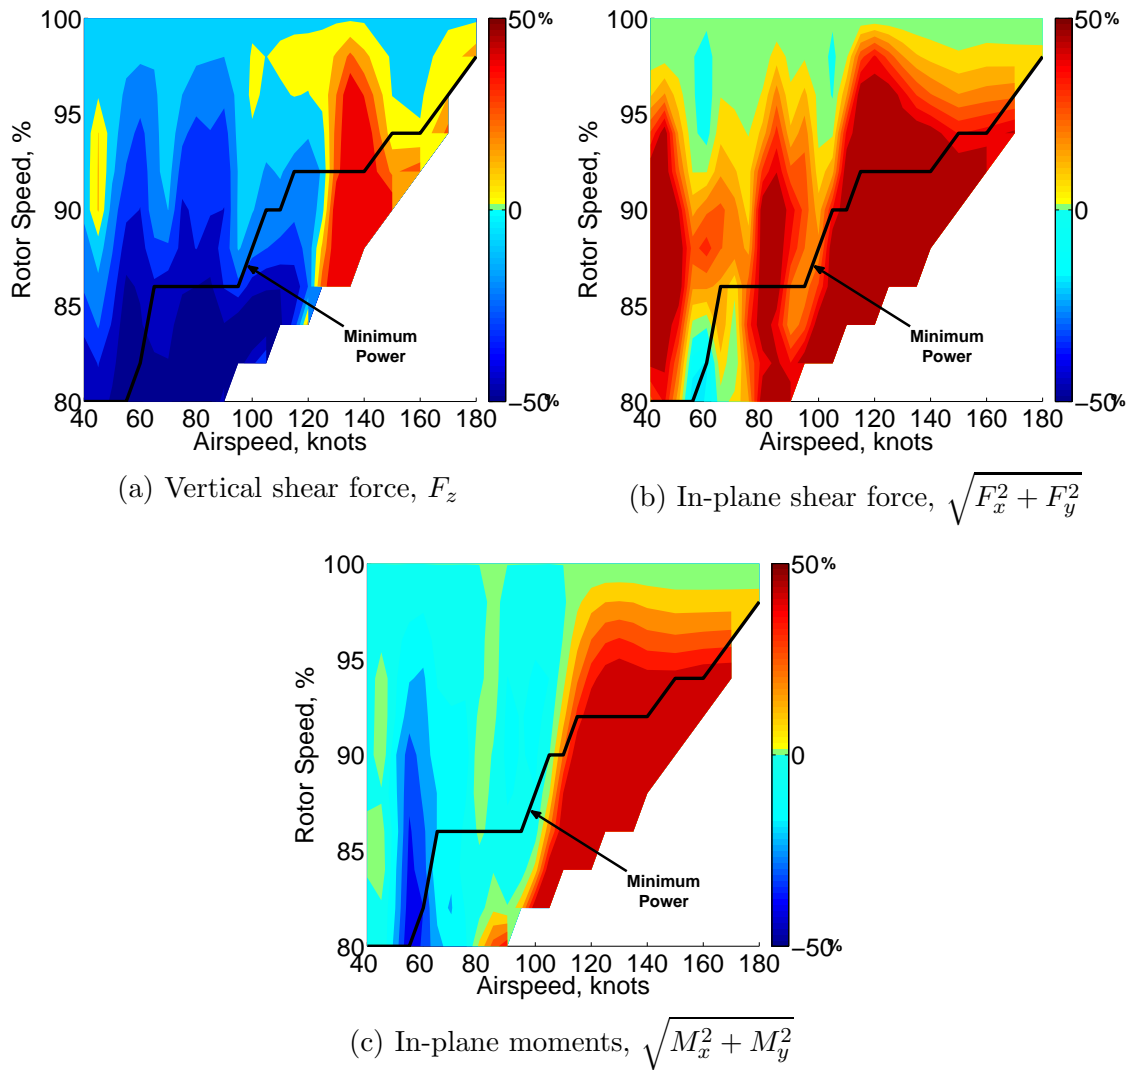 100
95
90
85
80
Rotor Speed, %
40 60 80 100 120 140 160 180
Airspeed, knots
Minimum
Power
50%
0
−50%
(a) Vertical shear force, F_z
100
95
90
85
80
Rotor Speed, %
40 60 80 100 120 140 160 180
Airspeed, knots
Minimum
Power
50%
0
−50%
(b) In-plane shear force, √(F_x^2 + F_y^2)
100
95
90
85
80
Rotor Speed, %
40 60 80 100 120 140 160 180
Airspeed, knots
Minimum
Power
50%
0
−50%
(c) In-plane moments, √(M_x^2 + M_y^2)